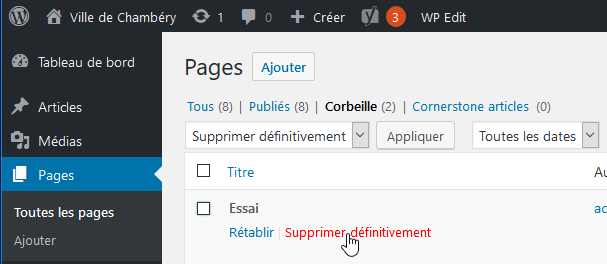 Ville de Chambéry 1 0 + Créer 3 WP Edit
Tableau de bord
Articles
Médias
Pages
Toutes les pages
Ajouter
Pages Ajouter
Tous (8) | Publiés (8) | Corbeille (2) | Cornerstone articles (0)
Supprimer définitivement Appliquer Toutes les dates
Titre Au
Essai ad
Rétablir | Supprimer définitivement